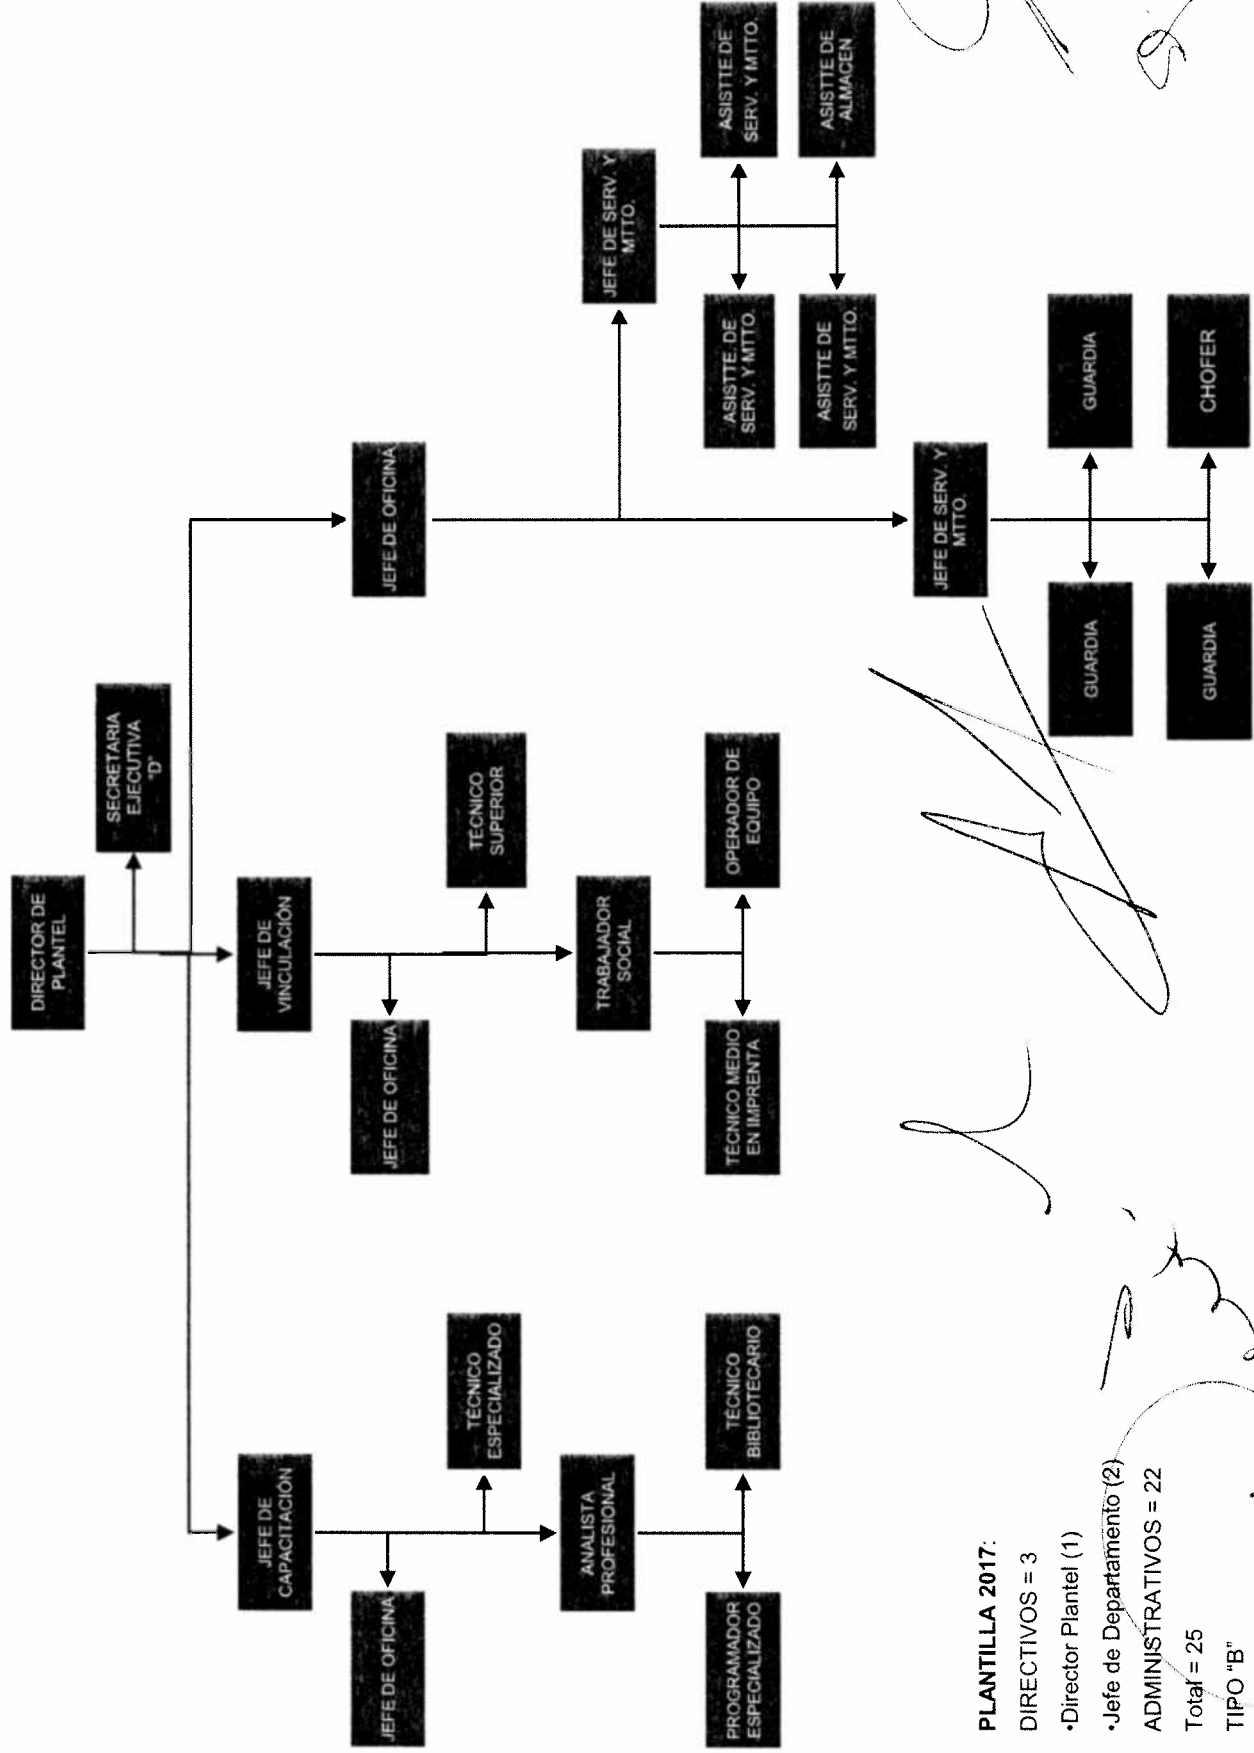 DIRECTOR DE
PLANTEL
SECRETARIA
EJECUTIVA
"D"
JEFE DE
CAPACITACIÓN
JEFE DE
VINCULACIÓN
JEFE DE OFICINA
JEFE DE OFICINA
JEFE DE OFICINA
TÉCNICO
ESPECIALIZADO
TÉCNICO
SUPERIOR
ANALISTA
PROFESIONAL
TRABAJADOR
SOCIAL
JEFE DE SERV. Y
MTTO.
PROGRAMADOR
ESPECIALIZADO
TÉCNICO
BIBLIOTECARIO
TÉCNICO MEDIO
EN IMPRENTA
OPERADOR DE
EQUIPO
ASISTTE. DE
SERV. Y MTTO.
ASISTTE DE
SERV. Y MTTO.
ASISTTE DE
SERV. Y MTTO.
ASISTTE DE
ALMACEN
JEFE DE SERV. Y
MTTO.
GUARDIA
GUARDIA
GUARDIA
CHOFER
PLANTILLA 2017:
DIRECTIVOS = 3
•Director Plantel (1)
•Jefe de Departamento (2)
ADMINISTRATIVOS = 22
Total = 25
TIPO "B"